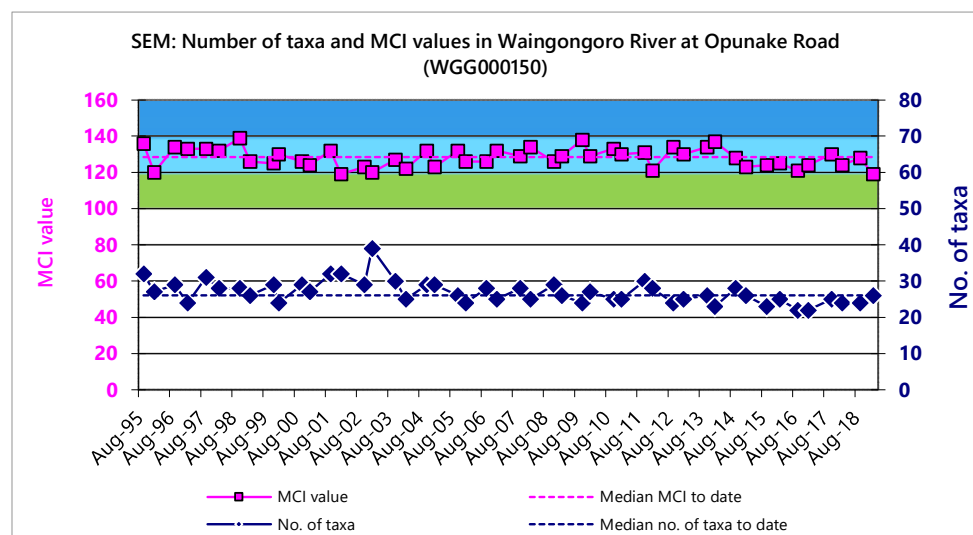 SEM: Number of taxa and MCI values in Waingongoro River at Opunake Road
(WGG000150)
MCI value
160
140
120
100
80
60
40
20
0
80
70
60
50
40
30
20
10
0
No. of taxa
Aug-95
Aug-96
Aug-97
Aug-98
Aug-99
Aug-00
Aug-01
Aug-02
Aug-03
Aug-04
Aug-05
Aug-06
Aug-07
Aug-08
Aug-09
Aug-10
Aug-11
Aug-12
Aug-13
Aug-14
Aug-15
Aug-16
Aug-17
Aug-18
MCI value
Median MCI to date
No. of taxa
Median no. of taxa to date